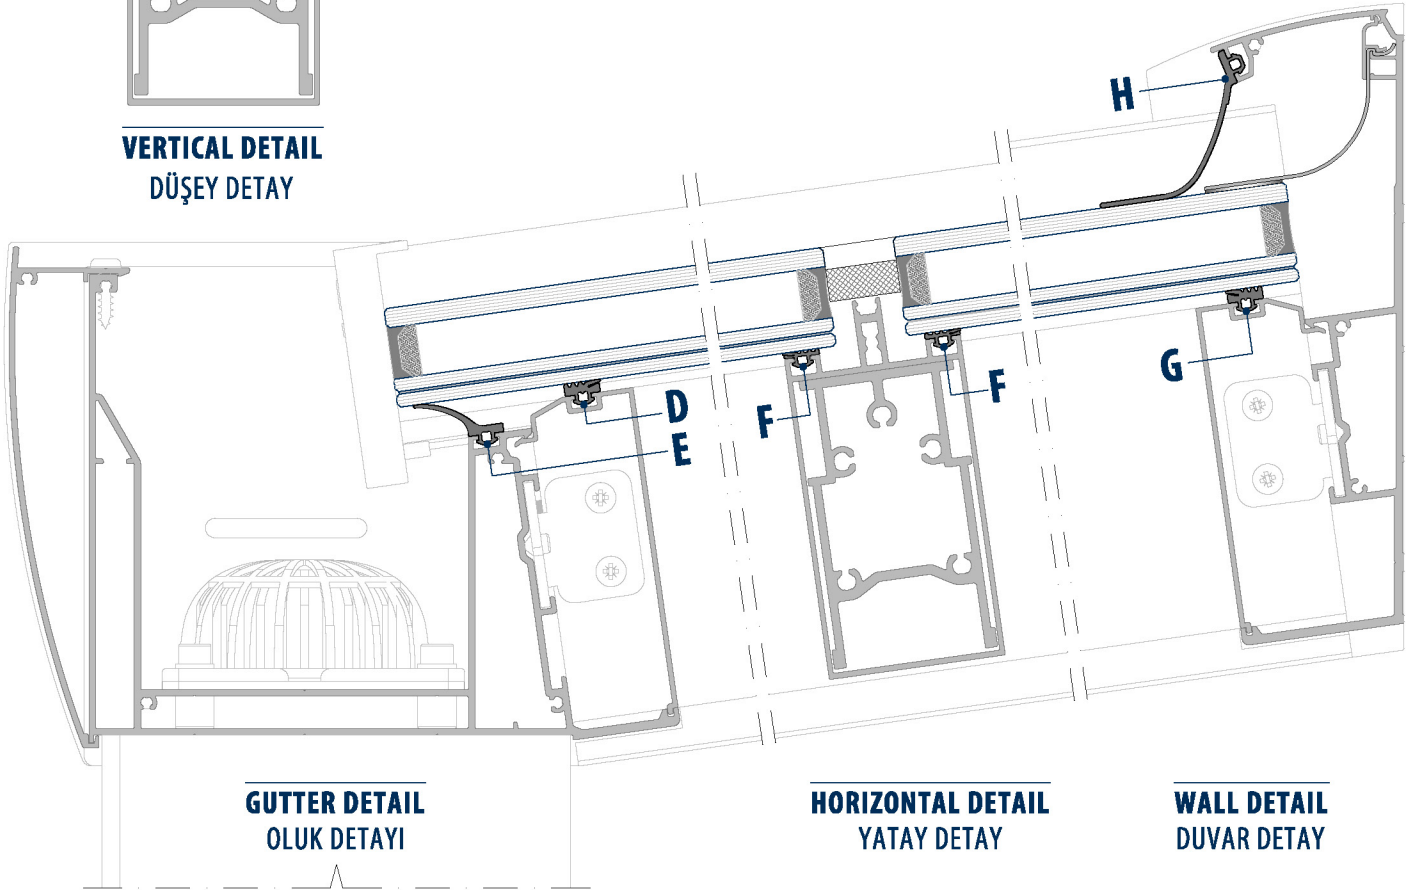 VERTICAL DETAIL
DÜŞEY DETAY
H
G
F
F
D
E
GUTTER DETAIL
OLUK DETAYI
HORIZONTAL DETAIL
YATAY DETAY
WALL DETAIL
DUVAR DETAY